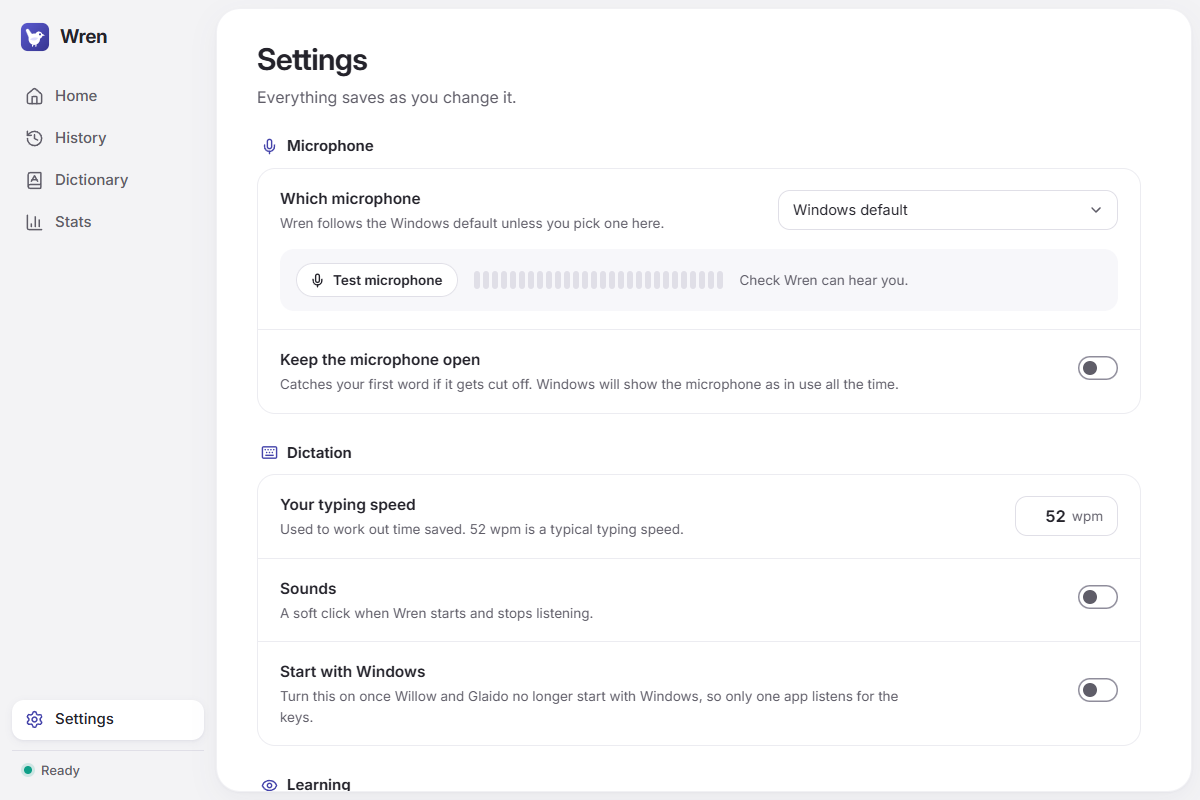 Wren
Home
History
Dictionary
Stats
Settings
Ready
Settings
Everything saves as you change it.
Microphone
Which microphone
Wren follows the Windows default unless you pick one here.
Windows default
Test microphone
Check Wren can hear you.
Keep the microphone open
Catches your first word if it gets cut off. Windows will show the microphone as in use all the time.
Dictation
Your typing speed
Used to work out time saved. 52 wpm is a typical typing speed.
52 wpm
Sounds
A soft click when Wren starts and stops listening.
Start with Windows
Turn this on once Willow and Glaido no longer start with Windows, so only one app listens for the
keys.
Learning